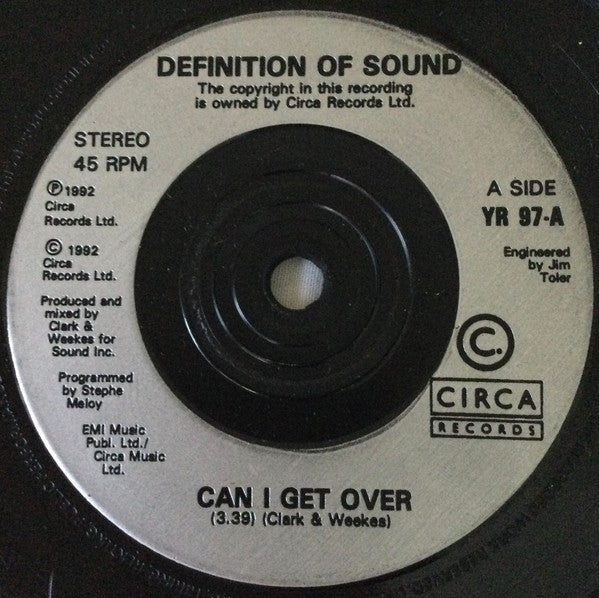 DEFINITION OF SOUND
The copyright in this recording
is owned by Circa Records Ltd.
STEREO
45 RPM
Ⓟ 1992
Circa
Records Ltd.
© 1992
Circa
Records Ltd.
Produced and
mixed by
Clark &
Weekes for
Sound Inc.
Programmed
by Stephe
Meloy
EMI Music
Publ. Ltd./
Circa Music
Ltd.
A SIDE
YR 97-A
Engineered
by Jim
Toler
C.
CIRCA
RECORDS
CAN I GET OVER
(3.39) (Clark & Weekes)